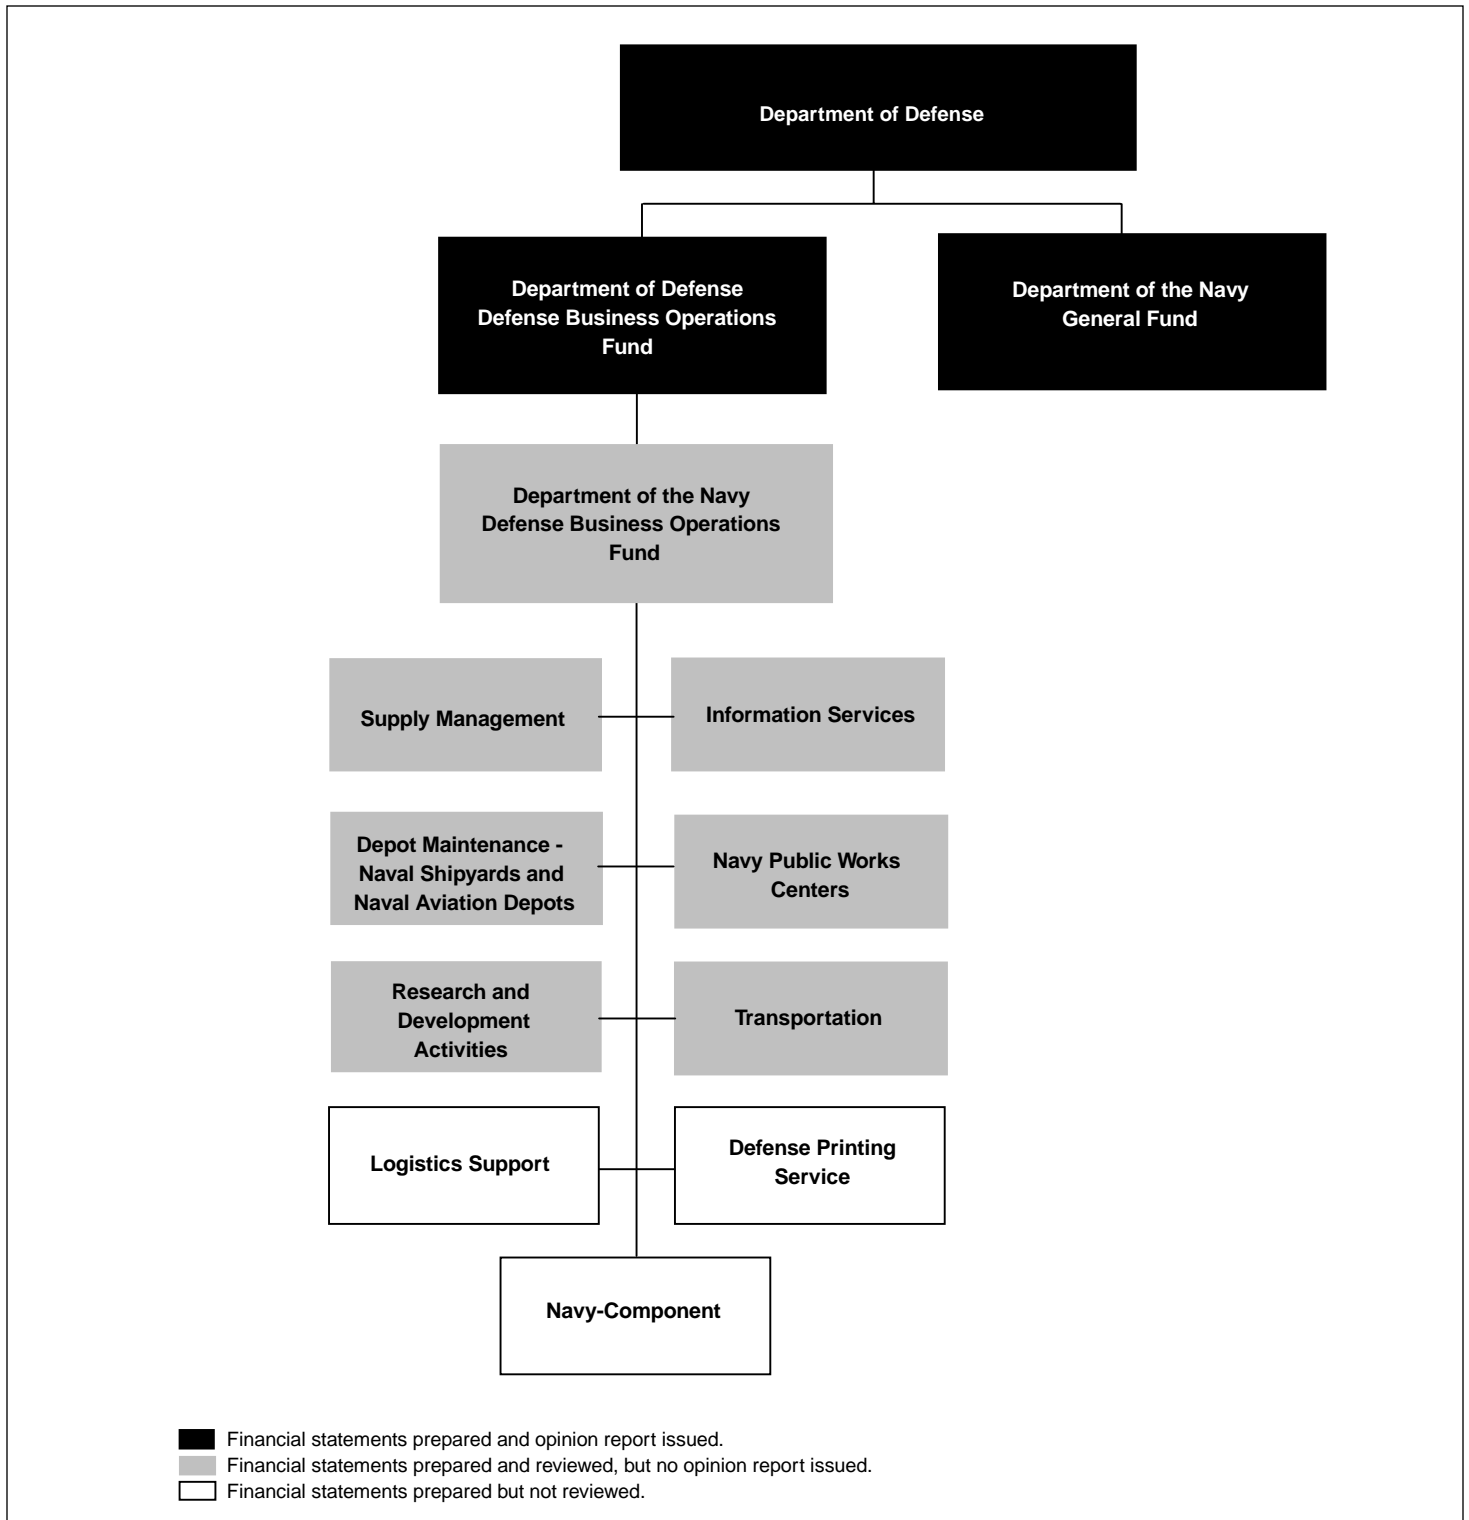 Department of Defense
Department of Defense
Defense Business Operations
Fund
Department of the Navy
General Fund
Department of the Navy
Defense Business Operations
Fund
Supply Management
Information Services
Depot Maintenance -
Naval Shipyards and
Naval Aviation Depots
Navy Public Works
Centers
Research and
Development
Activities
Transportation
Logistics Support
Defense Printing
Service
Navy-Component
Financial statements prepared and opinion report issued.
Financial statements prepared and reviewed, but no opinion report issued.
Financial statements prepared but not reviewed.